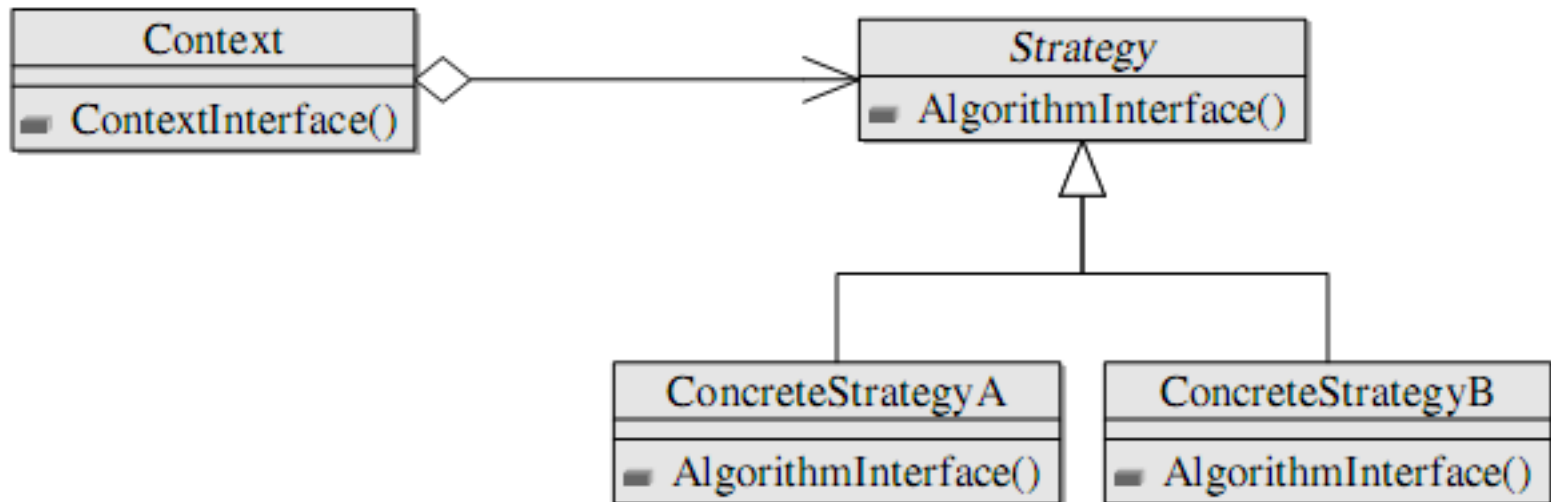 Context
ContextInterface()
Strategy
AlgorithmInterface()
ConcreteStrategyA
AlgorithmInterface()
ConcreteStrategyB
AlgorithmInterface()